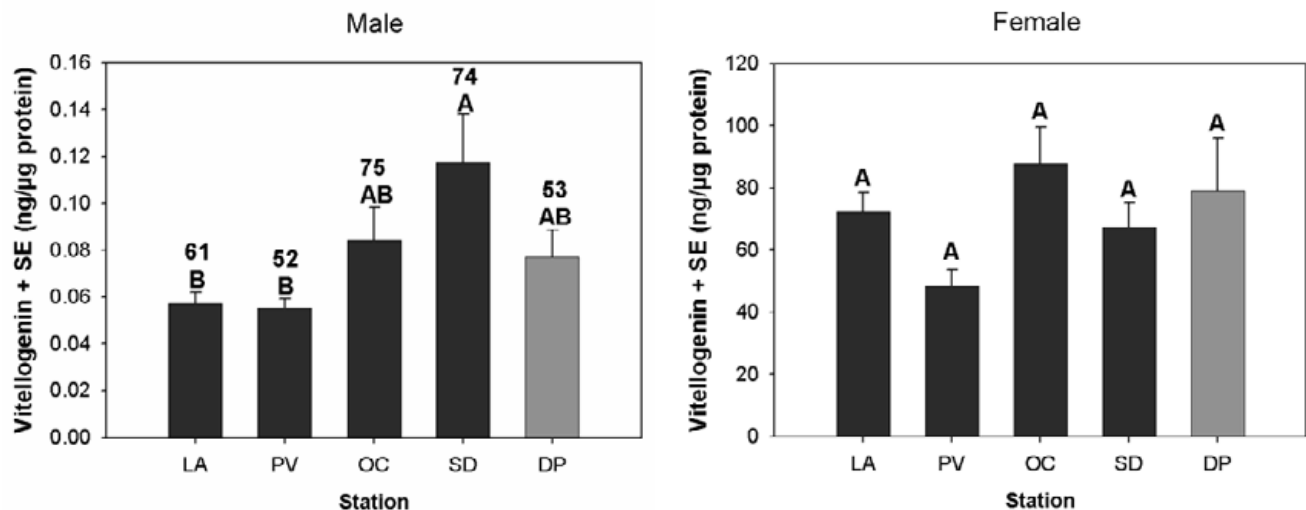 Male
Vitellogenin + SE (ng/µg protein)
0.16
0.14
0.12
0.10
0.08
0.06
0.04
0.02
0.00
61
B
52
B
75
AB
74
A
53
AB
LA PV OC SD DP
Station
Female
Vitellogenin + SE (ng/µg protein)
120
100
80
60
40
20
0
A
A
A
A
A
LA PV OC SD DP
Station